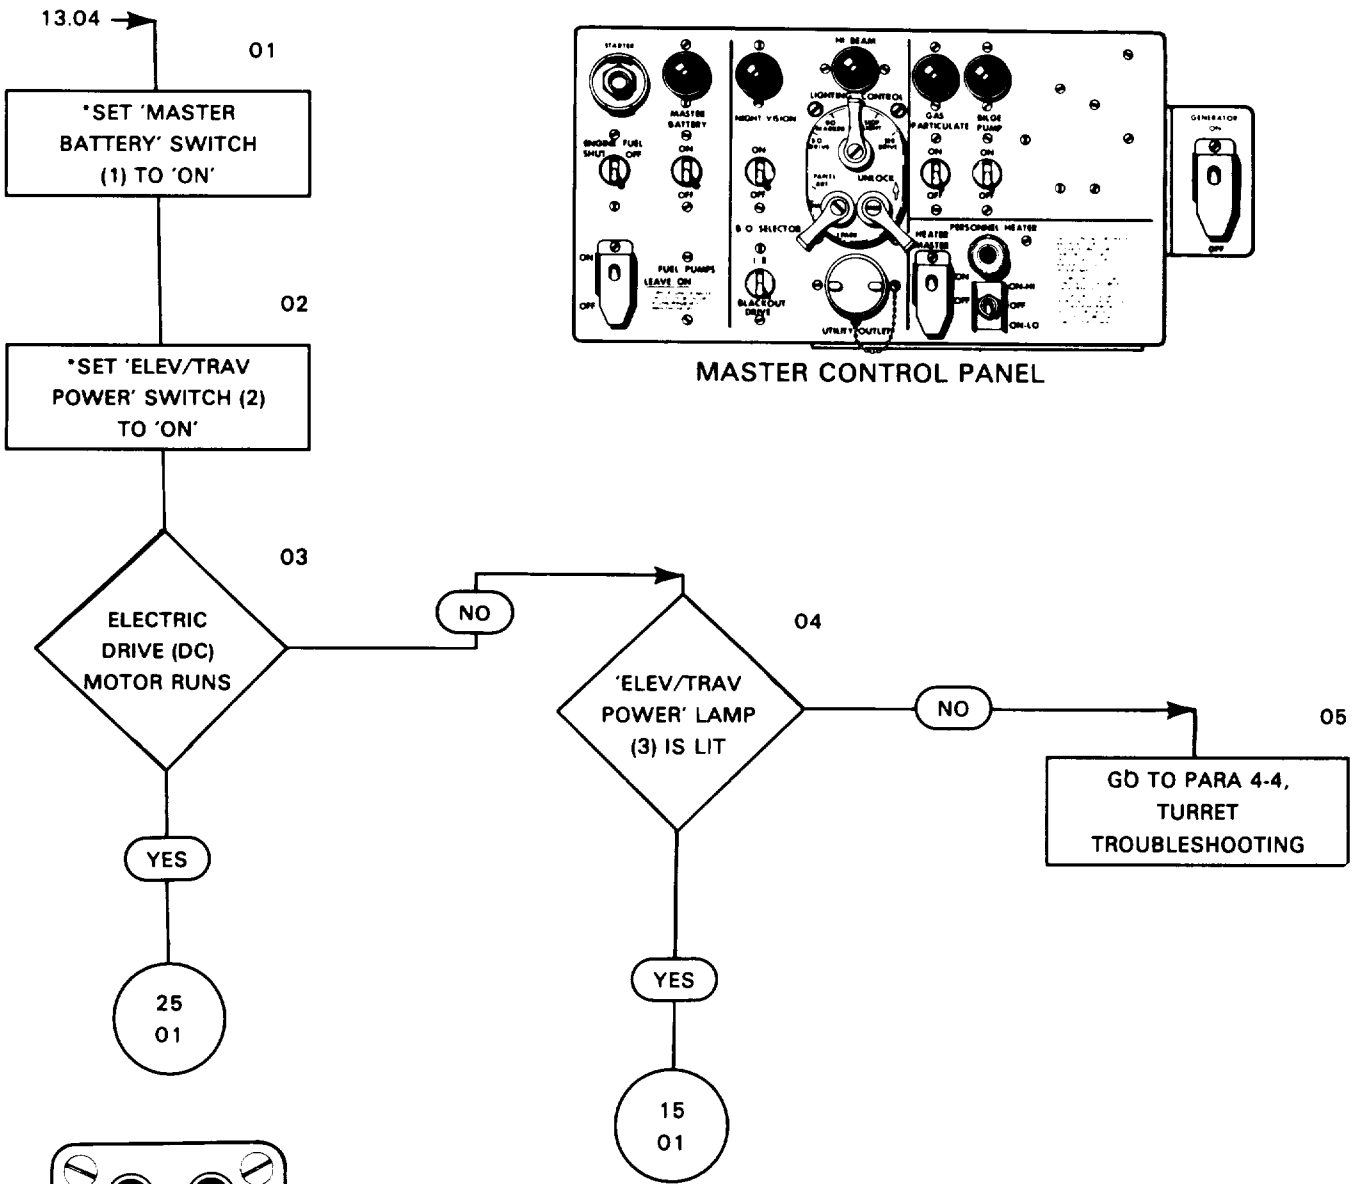 13.04
01
*SET 'MASTER
BATTERY' SWITCH
(1) TO 'ON'
02
*SET 'ELEV/TRAV
POWER' SWITCH (2)
TO 'ON'
03
ELECTRIC
DRIVE (DC)
MOTOR RUNS
NO
YES
25
01
04
'ELEV/TRAV
POWER' LAMP
(3) IS LIT
NO
YES
15
01
05
GO TO PARA 4-4,
TURRET
TROUBLESHOOTING
STARTER
MASTER
BATTERY
ON
OFF
ENGINE FUEL
SHUT OFF
ON
OFF
FUEL PUMPS
LEAVE ON
NIGHT VISION
ON
OFF
B.O. SELECTOR
BLACKOUT
DRIVE
HI BEAM
LIGHTING CONTROL
UNLOCK
UTILITY OUTLET
GAS
PARTICULATE
ON
OFF
BILGE
PUMP
ON
OFF
HEATER
MASTER
ON
OFF
PERSONNEL HEATER
ON-HI
OFF
ON-LO
GENERATOR
ON
OFF
MASTER CONTROL PANEL